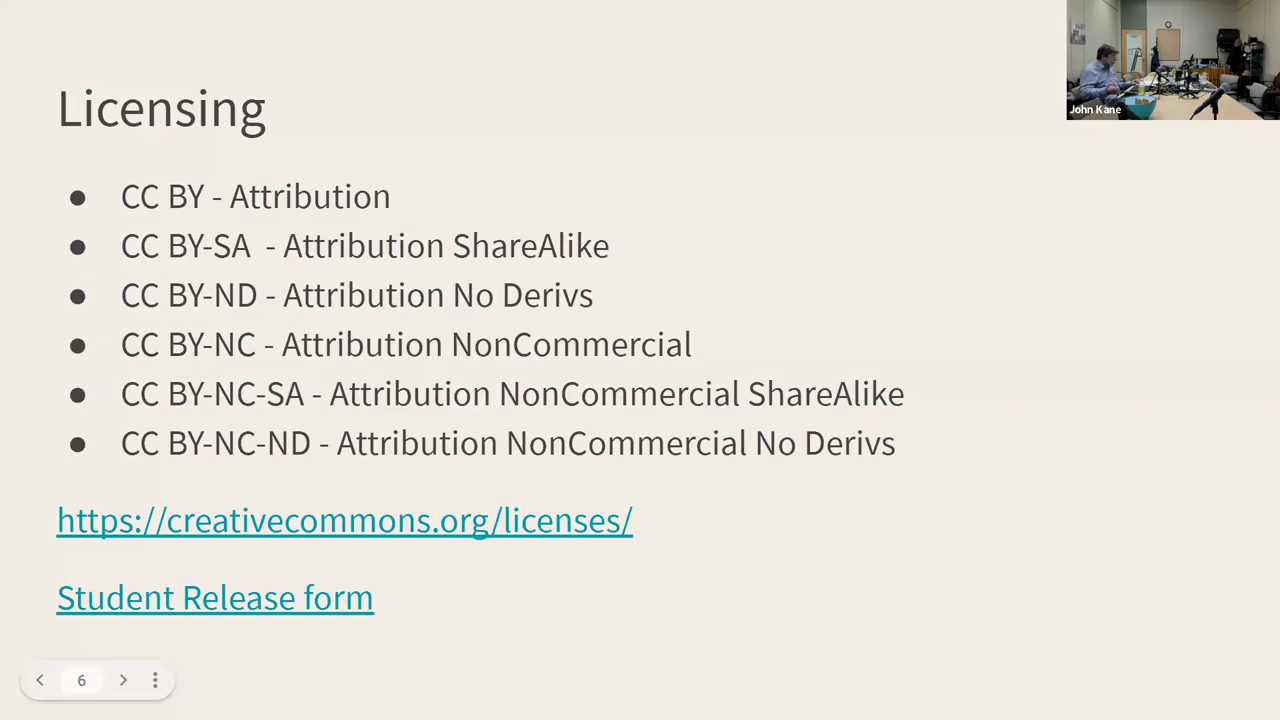 Licensing
● CC BY - Attribution
● CC BY-SA  - Attribution ShareAlike
● CC BY-ND - Attribution No Derivs
● CC BY-NC - Attribution NonCommercial
● CC BY-NC-SA - Attribution NonCommercial ShareAlike
● CC BY-NC-ND - Attribution NonCommercial No Derivs
https://creativecommons.org/licenses/
Student Release form
6
John Kane